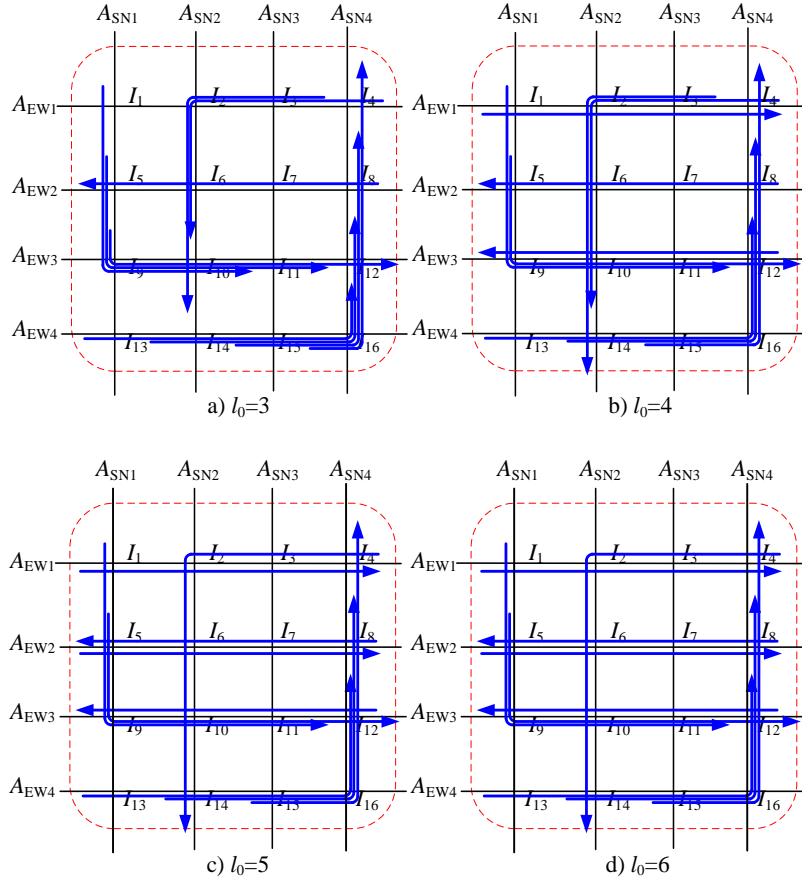 A_SN1 A_SN2 A_SN3 A_SN4 A_SN1 A_SN2 A_SN3 A_SN4
A_EW1 I_1 I_2 I_3 I_4 A_EW1 I_1 I_2 I_3 I_4
A_EW2 I_5 I_6 I_7 I_8 A_EW2 I_5 I_6 I_7 I_8
A_EW3 I_9 I_10 I_11 I_12 A_EW3 I_9 I_10 I_11 I_12
A_EW4 I_13 I_14 I_15 I_16 A_EW4 I_13 I_14 I_15 I_16
a) l_0=3 b) l_0=4
A_SN1 A_SN2 A_SN3 A_SN4 A_SN1 A_SN2 A_SN3 A_SN4
A_EW1 I_1 I_2 I_3 I_4 A_EW1 I_1 I_2 I_3 I_4
A_EW2 I_5 I_6 I_7 I_8 A_EW2 I_5 I_6 I_7 I_8
A_EW3 I_9 I_10 I_11 I_12 A_EW3 I_9 I_10 I_11 I_12
A_EW4 I_13 I_14 I_15 I_16 A_EW4 I_13 I_14 I_15 I_16
c) l_0=5 d) l_0=6